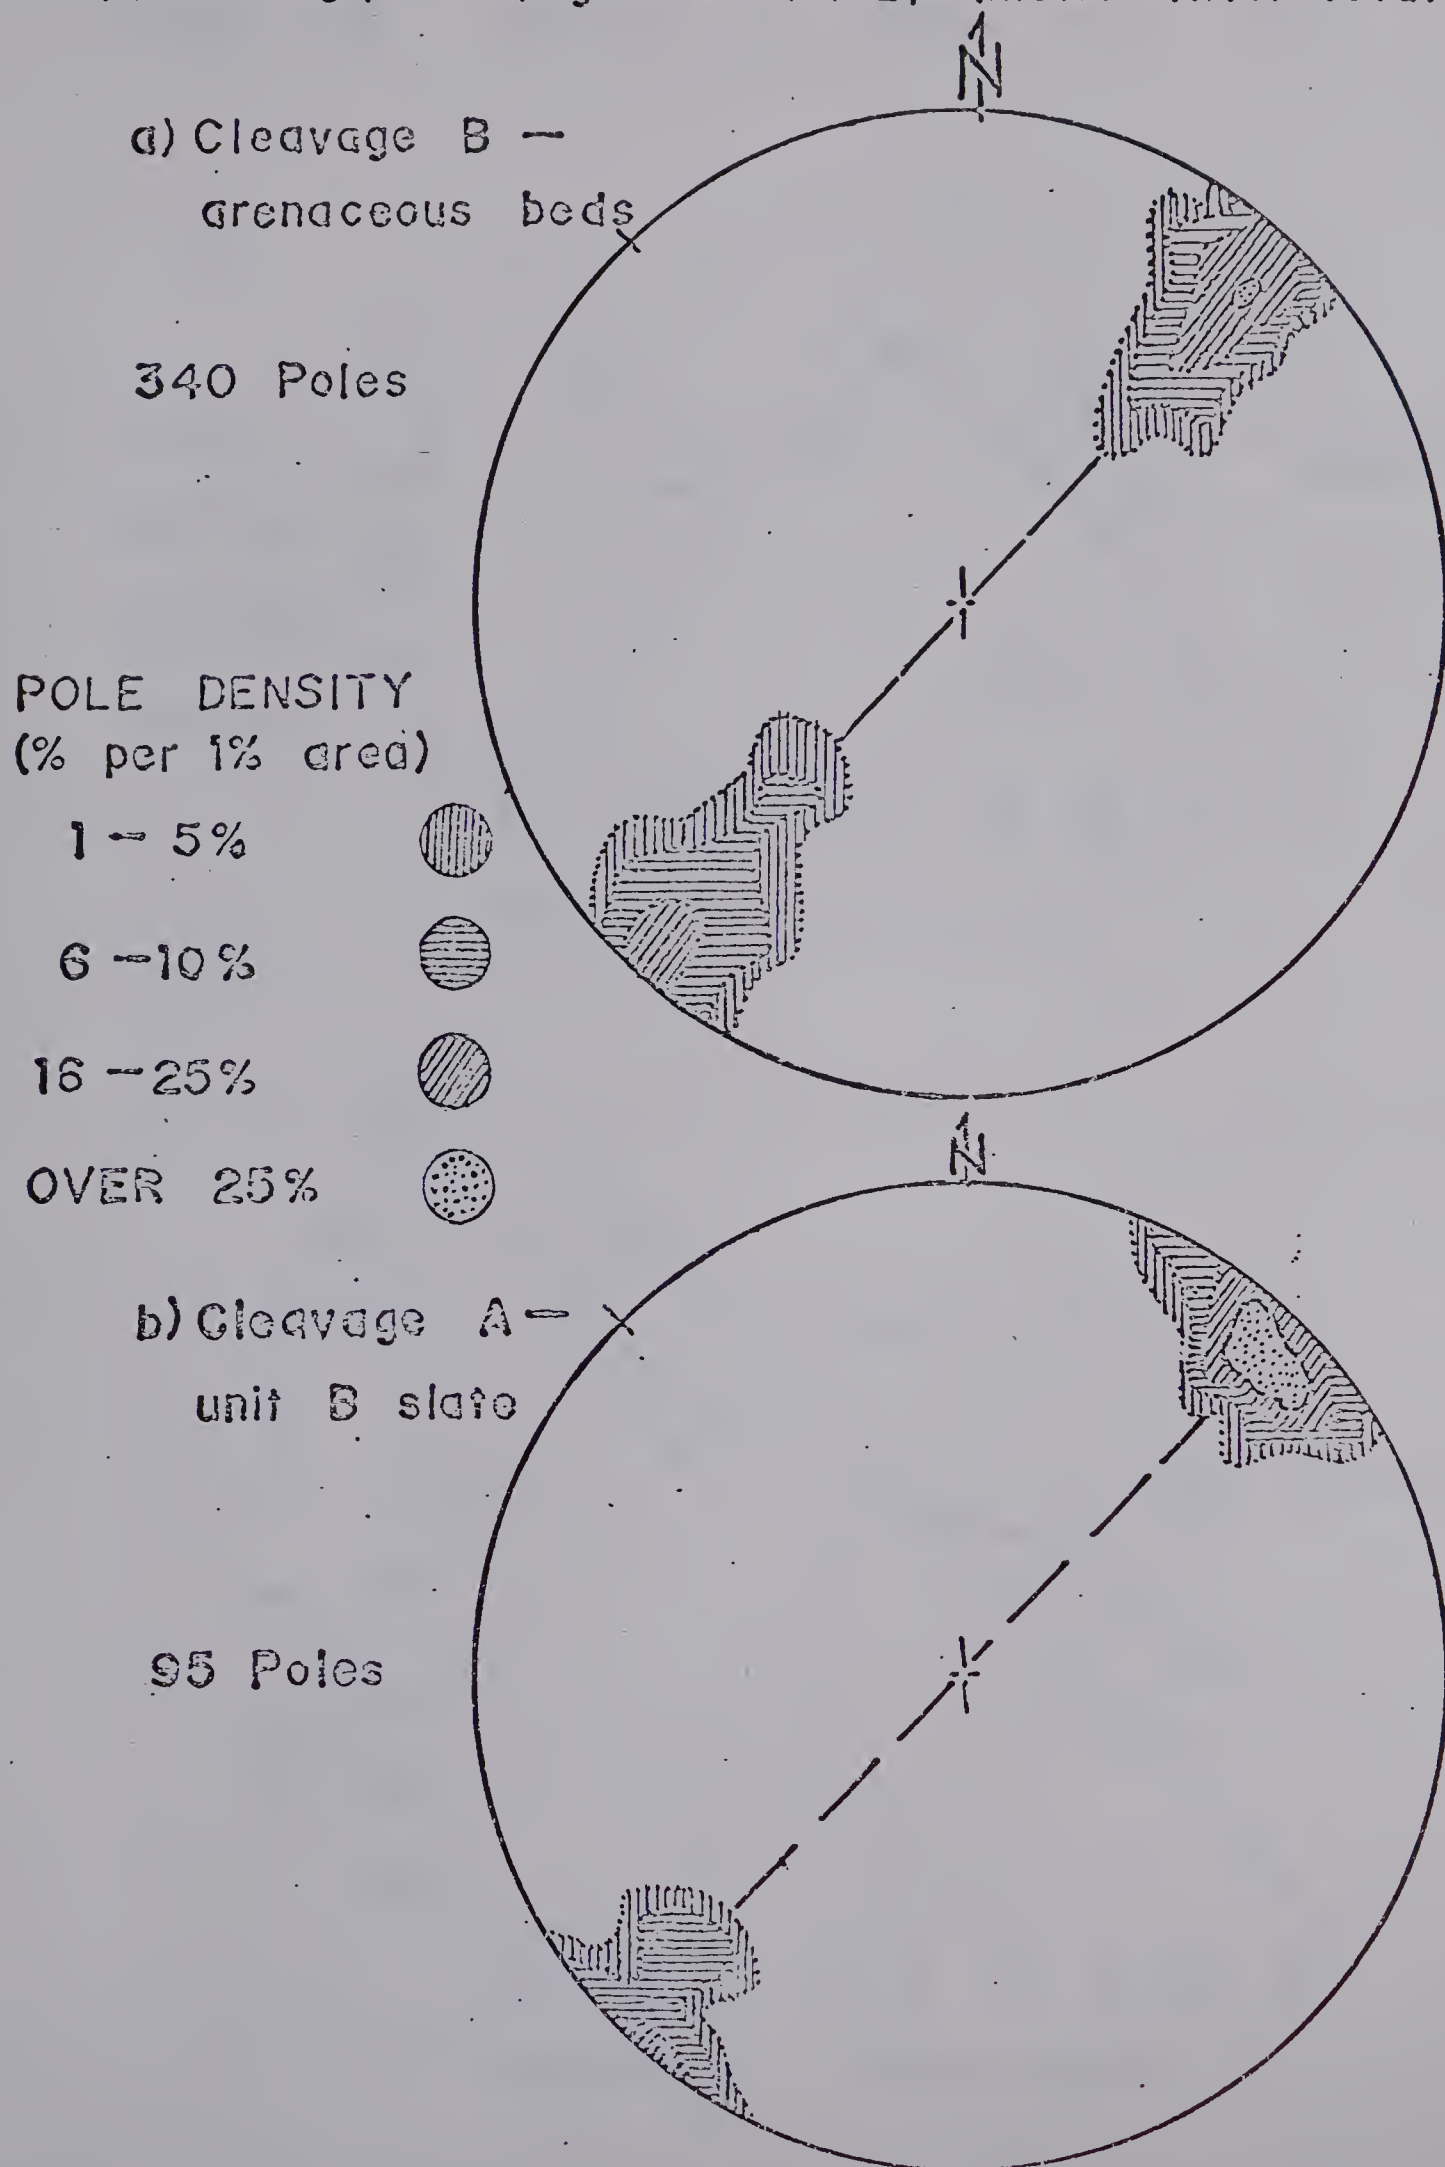 N
a) Cleavage B –
arenaceous beds
340 Poles
POLE DENSITY
(% per 1% area)
1 – 5%
6 – 10%
16 – 25%
OVER 25%
N
b) Cleavage A –
unit B slate
95 Poles